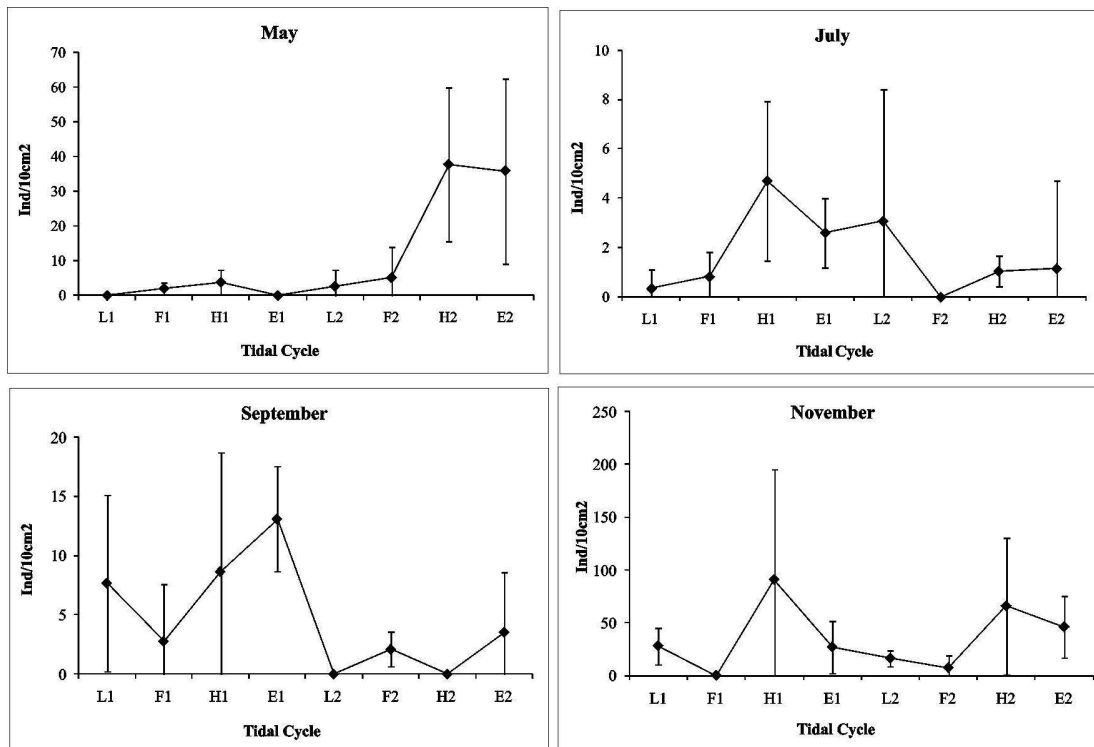 May
70
60
50
40
30
20
10
0
Ind/10cm2
L1 F1 H1 E1 L2 F2 H2 E2
Tidal Cycle
July
10
8
6
4
2
0
Ind/10cm2
L1 F1 H1 E1 L2 F2 H2 E2
Tidal Cycle
September
20
15
10
5
0
Ind/10cm2
L1 F1 H1 E1 L2 F2 H2 E2
Tidal Cycle
November
250
200
150
100
50
0
Ind/10cm2
L1 F1 H1 E1 L2 F2 H2 E2
Tidal Cycle